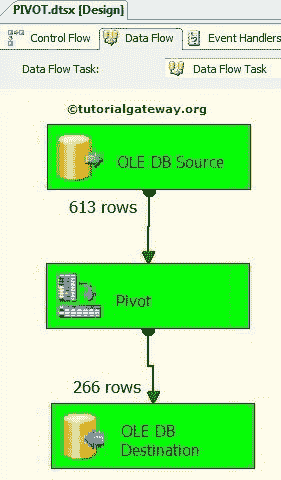 PIVOT.dtsx [Design]
Control Flow
Data Flow
Event Handlers
Data Flow Task:
Data Flow Task
©tutorialgateway.org
OLE DB Source
613 rows
Pivot
266 rows
OLE DB
Destination